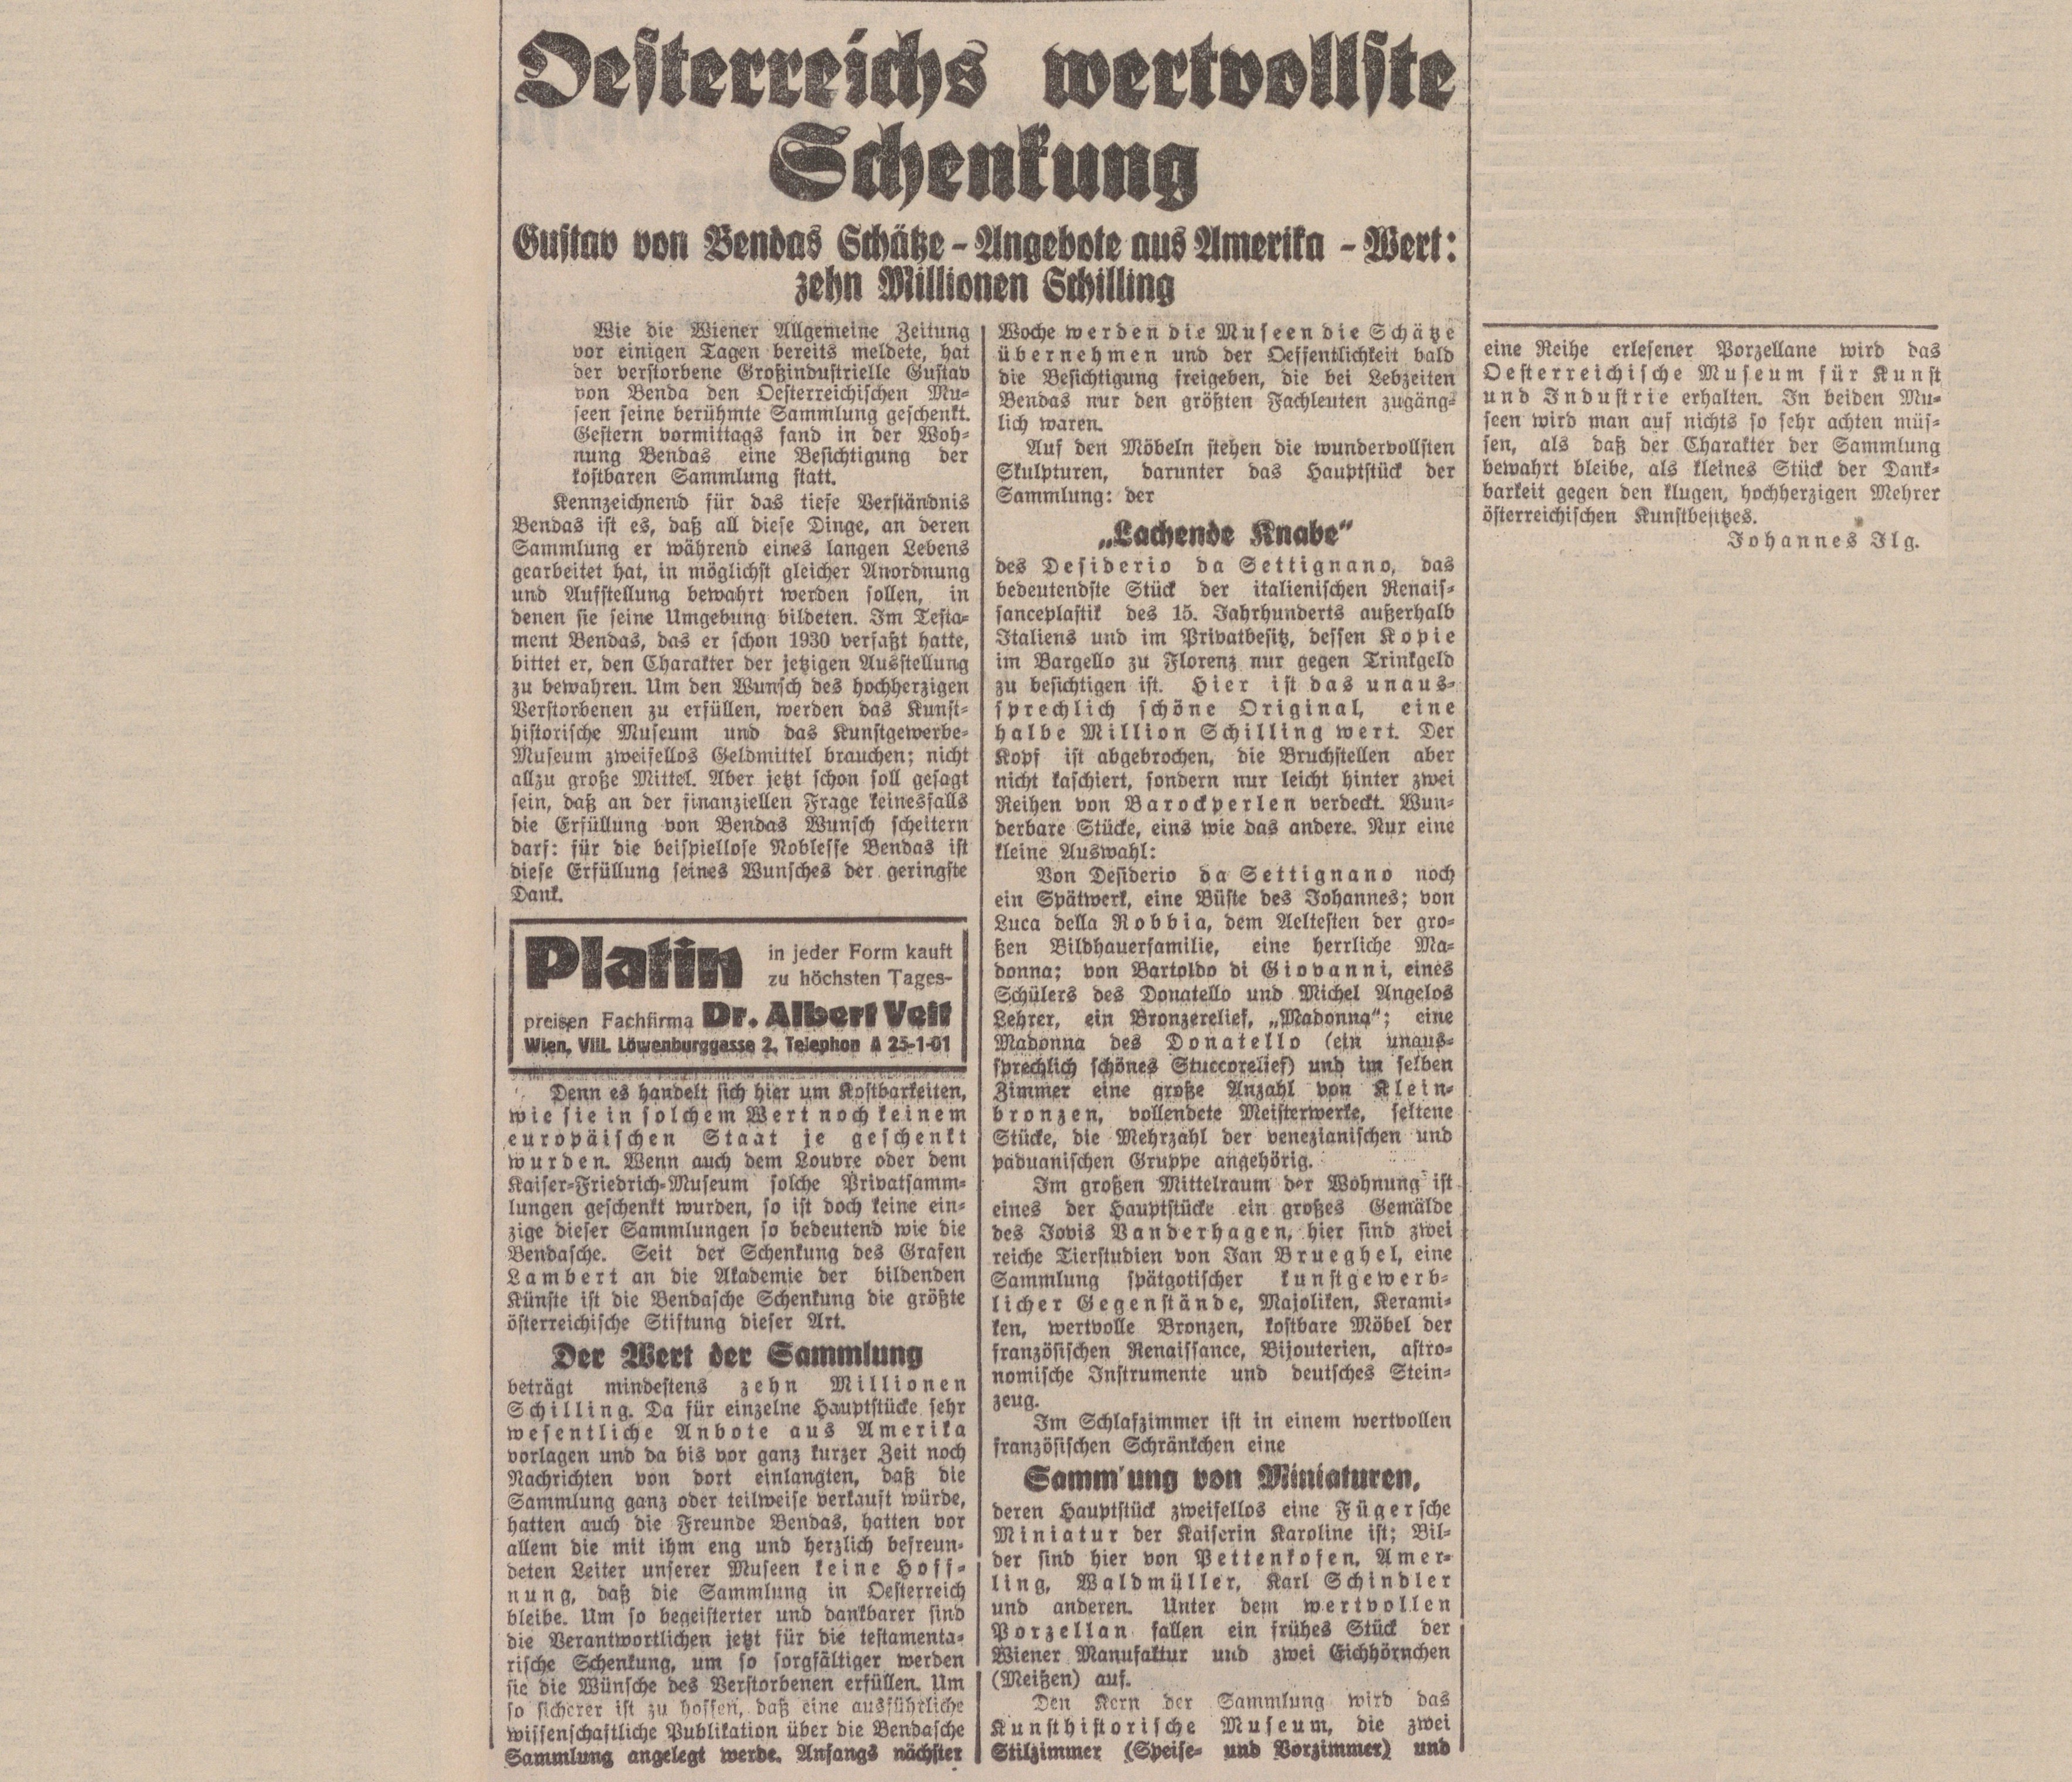 Oesterreichs wertvollste
Schenkung
Gustav von Bendas Schätze – Angebote aus Amerika – Wert:
zehn Millionen Schilling
Wie die Wiener Allgemeine Zeitung
vor einigen Tagen bereits meldete, hat
der verstorbene Großindustrielle Gustav
von Benda den Oesterreichischen Mu-
seen seine berühmte Sammlung geschenkt.
Gestern vormittags fand in der Woh-
nung Bendas eine Besichtigung der
kostbaren Sammlung statt.
Kennzeichnend für das tiefe Verständnis
Bendas ist es, daß all diese Dinge, an deren
Sammlung er während eines langen Lebens
gearbeitet hat, in möglichst gleicher Anordnung
und Aufstellung bewahrt werden sollen, in
denen sie seine Umgebung bildeten. Im Testa-
ment Bendas, das er schon 1930 verfaßt hatte,
bittet er, den Charakter der jetzigen Ausstellung
zu bewahren. Um den Wunsch des hochherzigen
Verstorbenen zu erfüllen, werden das Kunst-
historische Museum und das Kunstgewerbe-
Museum zweifellos Geldmittel brauchen; nicht
allzu große Mittel. Aber jetzt schon soll gesagt
sein, daß an der finanziellen Frage keinesfalls
die Erfüllung von Bendas Wunsch scheitern
darf: für die beispiellose Noblesse Bendas ist
diese Erfüllung seines Wunsches der geringste
Dank.
Platin in jeder Form kauft
zu höchsten Tages-
preisen Fachfirma Dr. Albert Veit
Wien, VIII. Löwenburggasse 2, Telephon A 25-1-01
Denn es handelt sich hier um Kostbarkeiten,
wie sie in solchem Wert noch keinem
europäischen Staat je geschenkt
wurden. Wenn auch dem Louvre oder dem
Kaiser-Friedrich-Museum solche Privatsamm-
lungen geschenkt wurden, so ist doch keine ein-
zige dieser Sammlungen so bedeutend wie die
Bendasche. Seit der Schenkung des Grafen
Lambert an die Akademie der bildenden
Künste ist die Bendasche Schenkung die größte
österreichische Stiftung dieser Art.
Der Wert der Sammlung
beträgt mindestens zehn Millionen
Schilling. Da für einzelne Hauptstücke sehr
wesentliche Anbote aus Amerika
vorlagen und da bis vor ganz kurzer Zeit noch
Nachrichten von dort einlangten, daß die
Sammlung ganz oder teilweise verkauft würde,
hatten auch die Freunde Bendas, hatten vor
allem die mit ihm eng und herzlich befreun-
deten Leiter unserer Museen keine Hoff-
nung, daß die Sammlung in Oesterreich
bleibe. Um so begeisterter und dankbarer sind
die Verantwortlichen jetzt für die testamenta-
rische Schenkung, um so sorgfältiger werden
sie die Wünsche des Verstorbenen erfüllen. Um
so sicherer ist zu hoffen, daß eine ausführliche
wissenschaftliche Publikation über die Bendasche
Sammlung angelegt werde. Anfangs nächster
Woche werden die Museen die Schätze
übernehmen und der Oeffentlichkeit bald
die Besichtigung freigeben, die bei Lebzeiten
Bendas nur den größten Fachleuten zugäng-
lich waren.
Auf den Möbeln stehen die wundervollsten
Skulpturen, darunter das Hauptstück der
Sammlung: der
„Lachende Knabe“
des Desiderio da Settignano, das
bedeutendste Stück der italienischen Renais-
sanceplastik des 15. Jahrhunderts außerhalb
Italiens und im Privatbesitz, dessen Kopie
im Bargello zu Florenz nur gegen Trinkgeld
zu besichtigen ist. Hier ist das unaus-
sprechlich schöne Original, eine
halbe Million Schilling wert. Der
Kopf ist abgebrochen, die Bruchstellen aber
nicht kaschiert, sondern nur leicht hinter zwei
Reihen von Barockperlen verdeckt. Wun-
derbare Stücke, eins wie das andere. Nur eine
kleine Auswahl:
Von Desiderio da Settignano noch
ein Spätwerk, eine Büste des Johannes; von
Luca della Robbia, dem Aeltesten der gro-
ßen Bildhauerfamilie, eine herrliche Ma-
donna; von Bartoldo di Giovanni, eines
Schülers des Donatello und Michel Angelos
Lehrer, ein Bronzerelief, „Madonna“; eine
Madonna des Donatello (ein unaus-
sprechlich schönes Stuccorelief) und im selben
Zimmer eine große Anzahl von Klein-
bronzen, vollendete Meisterwerke, seltene
Stücke, die Mehrzahl der venezianischen und
paduanischen Gruppe angehörig.
Im großen Mittelraum der Wohnung ist
eines der Hauptstücke ein großes Gemälde
des Jovis Vanderhagen, hier sind zwei
reiche Tierstudien von Jan Brueghel, eine
Sammlung spätgotischer kunstgewerb-
licher Gegenstände, Majoliken, Kerami-
ken, wertvolle Bronzen, kostbare Möbel der
französischen Renaissance, Bijouterien, astro-
nomische Instrumente und deutsches Stein-
zeug.
Im Schlafzimmer ist in einem wertvollen
französischen Schränkchen eine
Samm'ung von Miniaturen,
deren Hauptstück zweifellos eine Fügersche
Miniatur der Kaiserin Karoline ist; Bil-
der sind hier von Pettenkofen, Amer-
ling, Waldmüller, Karl Schindler
und anderen. Unter dem wertvollen
Porzellan fallen ein frühes Stück der
Wiener Manufaktur und zwei Eichhörnchen
(Meißen) auf.
Den Kern der Sammlung wird das
Kunsthistorische Museum, die zwei
Stilzimmer (Speise- und Vorzimmer) und
eine Reihe erlesener Porzellane wird das
Oesterreichische Museum für Kunst
und Industrie erhalten. In beiden Mu-
seen wird man auf nichts so sehr achten müs-
sen, als daß der Charakter der Sammlung
bewahrt bleibe, als kleines Stück der Dank-
barkeit gegen den klugen, hochherzigen Mehrer
österreichischen Kunstbesitzes.
Johannes Ilg.